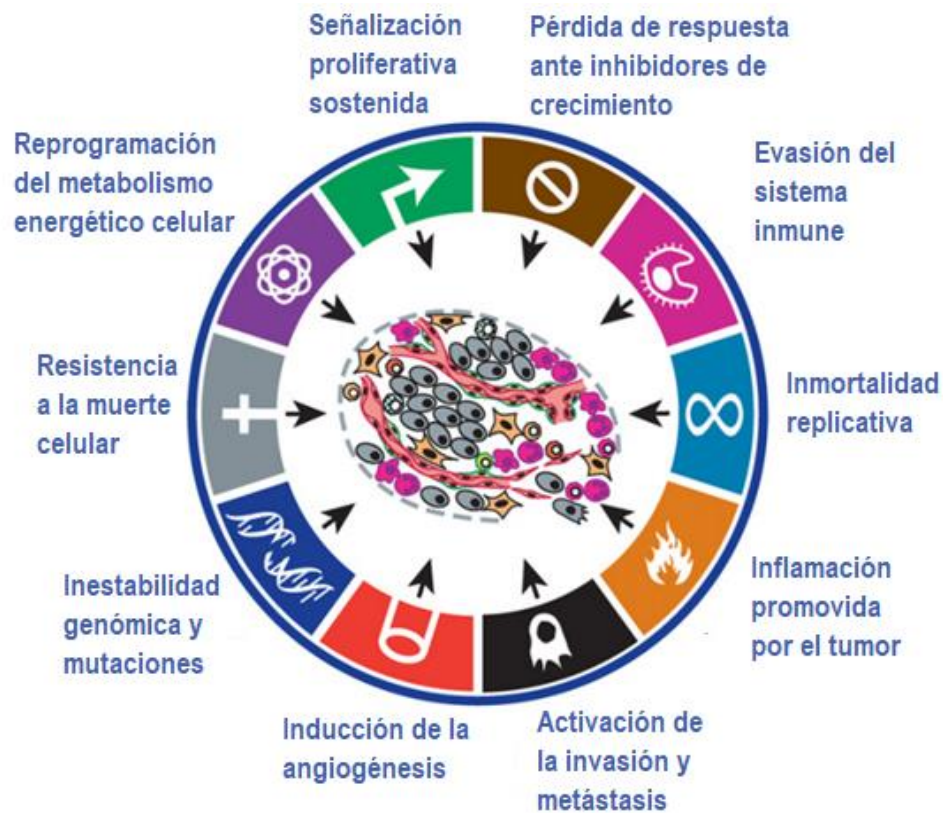 Señalización
proliferativa
sostenida
Pérdida de respuesta
ante inhibidores de
crecimiento
Reprogramación
del metabolismo
energético celular
Evasión del
sistema
inmune
Resistencia
a la muerte
celular
Inmortalidad
replicativa
Inestabilidad
genómica y
mutaciones
Inflamación
promovida
por el tumor
Inducción de la
angiogénesis
Activación de
la invasión y
metástasis